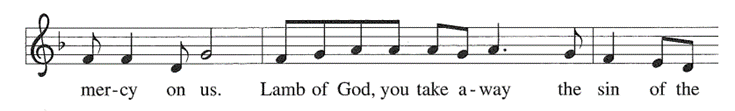 mer-cy on us. Lamb of God, you take a-way the sin of the